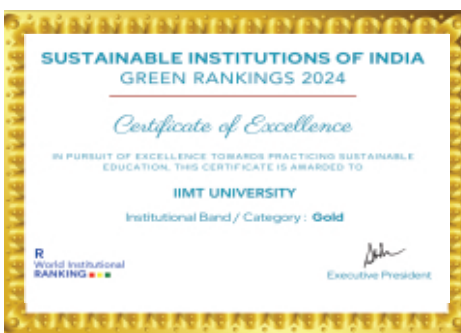 SUSTAINABLE INSTITUTIONS OF INDIA
GREEN RANKINGS 2024
Certificate of Excellence
IN PURSUIT OF EXCELLENCE TOWARDS PRACTICING SUSTAINABLE
EDUCATION, THIS CERTIFICATE IS AWARDED TO
IIMT UNIVERSITY
Institutional Band / Category : Gold
R
World Institutional
RANKING
Executive President